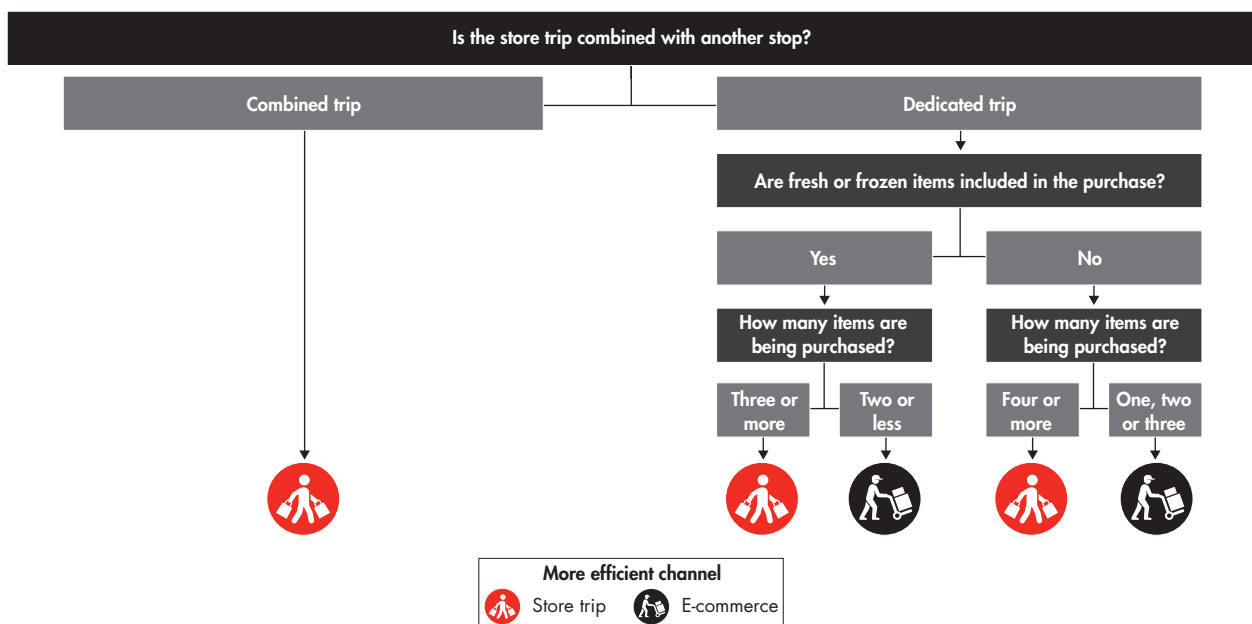 Is the store trip combined with another stop?
Combined trip
Dedicated trip
Are fresh or frozen items included in the purchase?
Yes
No
How many items are
being purchased?
How many items are
being purchased?
Three or
more
Two or
less
Four or
more
One, two
or three
More efficient channel
Store trip
E-commerce